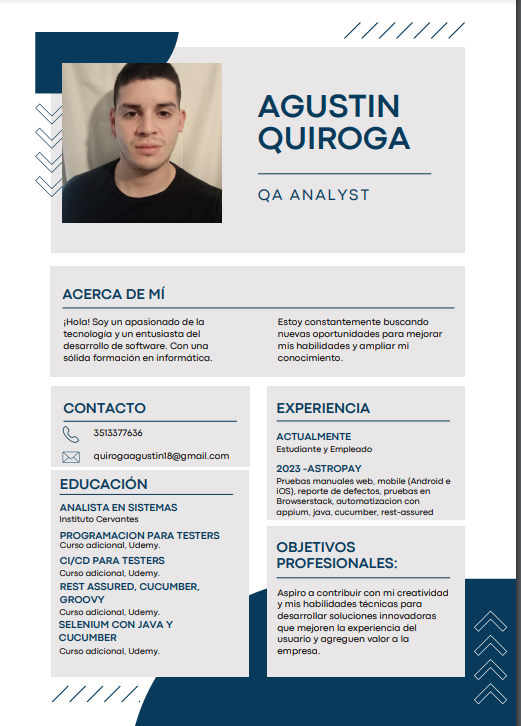 AGUSTIN
QUIROGA
QA ANALYST
ACERCA DE MÍ
¡Hola! Soy un apasionado de la
tecnología y un entusiasta del
desarrollo de software. Con una
sólida formación en informática.
Estoy constantemente buscando
nuevas oportunidades para mejorar
mis habilidades y ampliar mi
conocimiento.
CONTACTO
3513377636
quirogaagustin18@gmail.com
EDUCACIÓN
ANALISTA EN SISTEMAS
Instituto Cervantes
PROGRAMACION PARA TESTERS
Curso adicional, Udemy.
CI/CD PARA TESTERS
Curso adicional, Udemy.
REST ASSURED, CUCUMBER,
GROOVY
Curso adicional, Udemy.
SELENIUM CON JAVA Y
CUCUMBER
Curso adicional, Udemy.
EXPERIENCIA
ACTUALMENTE
Estudiante y Empleado
2023 -ASTROPAY
Pruebas manuales web, mobile (Android e
iOS), reporte de defectos, pruebas en
Browserstack, automatizacion con
appium, java, cucumber, rest-assured
OBJETIVOS
PROFESIONALES:
Aspiro a contribuir con mi creatividad
y mis habilidades técnicas para
desarrollar soluciones innovadoras
que mejoren la experiencia del
usuario y agreguen valor a la
empresa.